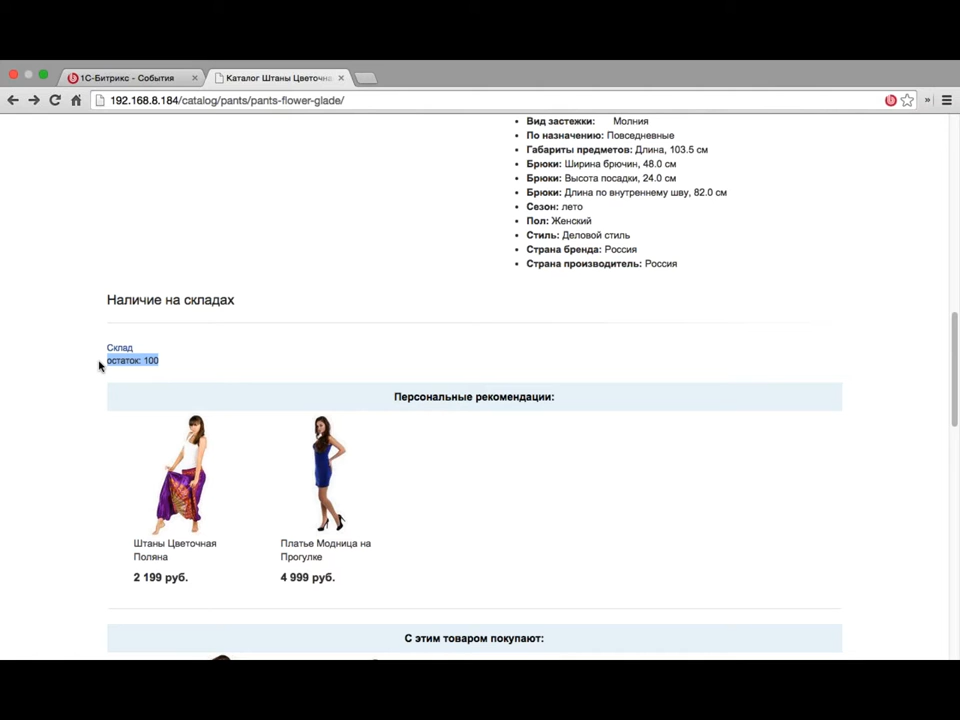 1С-Битрикс - События
Каталог Штаны Цветочна
192.168.8.184/catalog/pants/pants-flower-glade/
Вид застежки: Молния
По назначению: Повседневные
Габариты предметов: Длина, 103.5 см
Брюки: Ширина брючин, 48.0 см
Брюки: Высота посадки, 24.0 см
Брюки: Длина по внутреннему шву, 82.0 см
Сезон: лето
Пол: Женский
Стиль: Деловой стиль
Страна бренда: Россия
Страна производитель: Россия
Наличие на складах
Склад
остаток: 100
Персональные рекомендации:
Штаны Цветочная
Поляна
2 199 руб.
Платье Модница на
Прогулке
4 999 руб.
С этим товаром покупают: